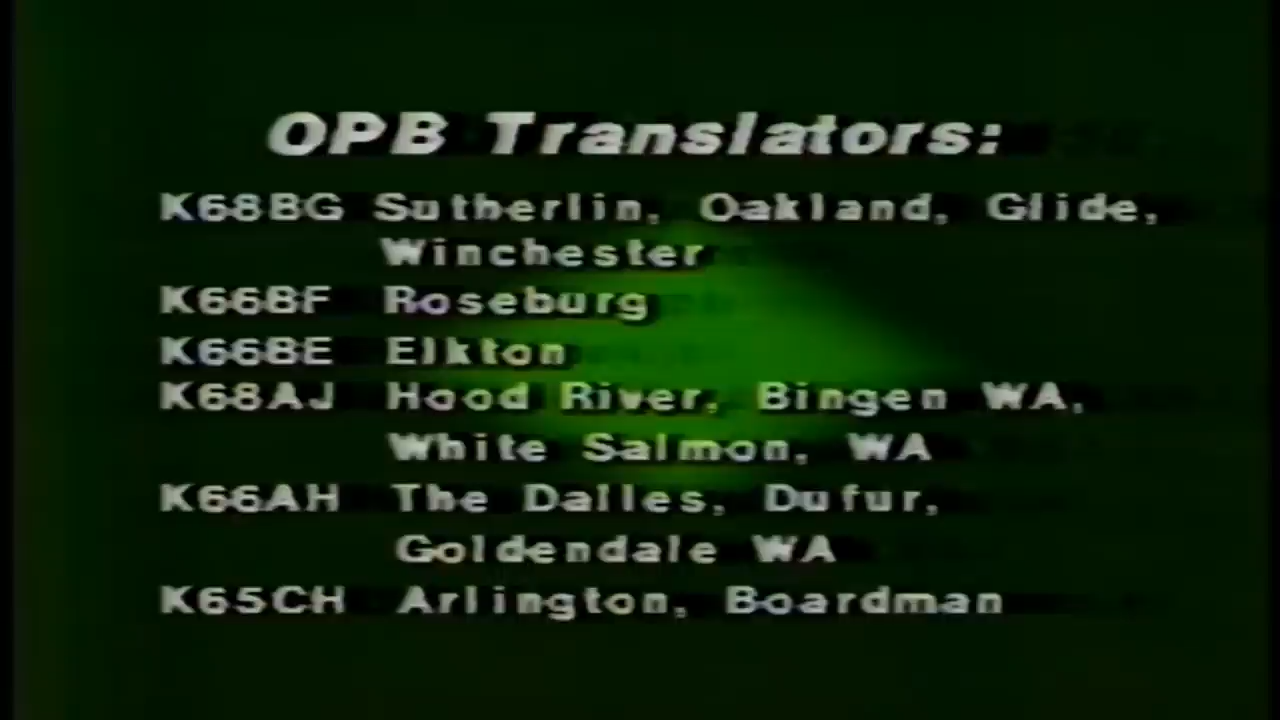 OPB Translators:
K68BG Sutherlin, Oakland, Glide,
Winchester
K66BF Roseburg
K66BE Elkton
K68AJ Hood River, Bingen WA,
White Salmon, WA
K66AH The Dalles, Dufur,
Goldendale WA
K65CH Arlington, Boardman